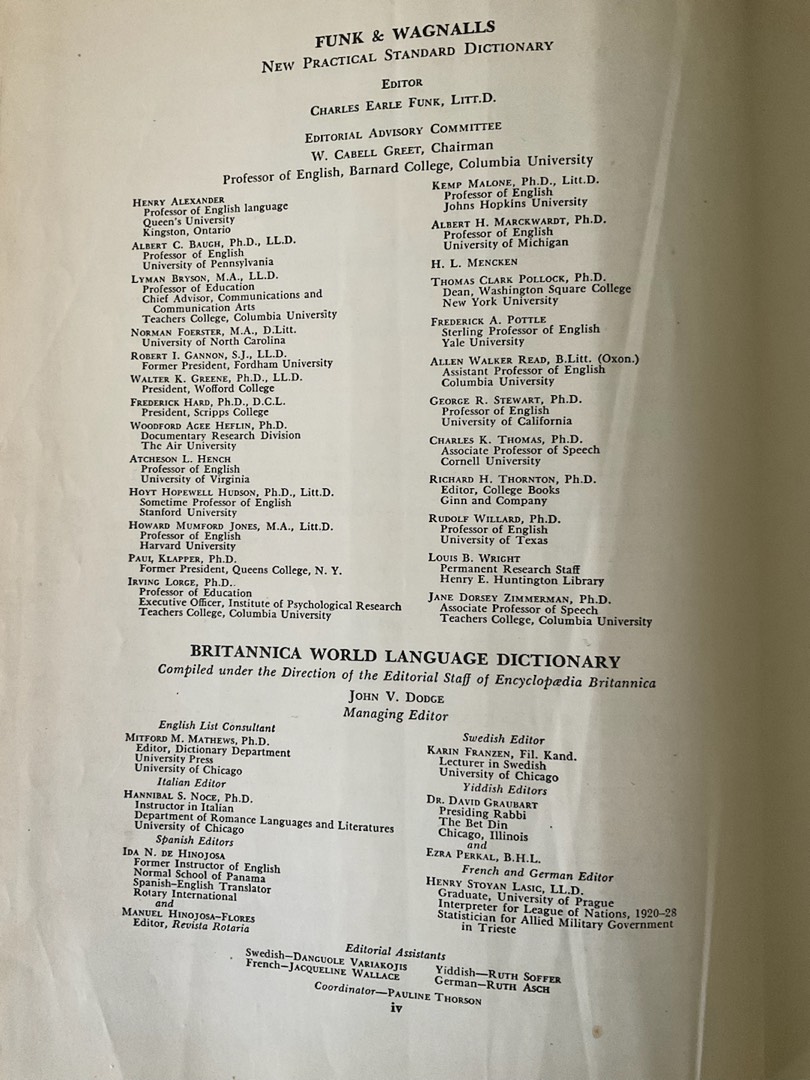 FUNK & WAGNALLS
NEW PRACTICAL STANDARD DICTIONARY
EDITOR
CHARLES EARLE FUNK, LITT.D.
EDITORIAL ADVISORY COMMITTEE
W. CABELL GREET, Chairman
Professor of English, Barnard College, Columbia University
HENRY ALEXANDER
Professor of English language
Queen's University
Kingston, Ontario
ALBERT C. BAUGH, Ph.D., LL.D.
Professor of English
University of Pennsylvania
LYMAN BRYSON, M.A., LL.D.
Professor of Education
Chief Advisor, Communications and
Communication Arts
Teachers College, Columbia University
NORMAN FOERSTER, M.A., D.Litt.
University of North Carolina
ROBERT I. GANNON, S.J., LL.D.
Former President, Fordham University
WALTER K. GREENE, Ph.D., LL.D.
President, Wofford College
FREDERICK HARD, Ph.D., D.C.L.
President, Scripps College
WOODFORD AGEE HEFLIN, Ph.D.
Documentary Research Division
The Air University
ATCHESON L. HENCH
Professor of English
University of Virginia
HOYT HOPEWELL HUDSON, Ph.D., Litt.D.
Sometime Professor of English
Stanford University
HOWARD MUMFORD JONES, M.A., Litt.D.
Professor of English
Harvard University
PAUL KLAPPER, Ph.D.
Former President, Queens College, N. Y.
IRVING LORGE, Ph.D.
Professor of Education
Executive Officer, Institute of Psychological Research
Teachers College, Columbia University
KEMP MALONE, Ph.D., Litt.D.
Professor of English
Johns Hopkins University
ALBERT H. MARCKWARDT, Ph.D.
Professor of English
University of Michigan
H. L. MENCKEN
THOMAS CLARK POLLOCK, Ph.D.
Dean, Washington Square College
New York University
FREDERICK A. POTTLE
Sterling Professor of English
Yale University
ALLEN WALKER READ, B.Litt. (Oxon.)
Assistant Professor of English
Columbia University
GEORGE R. STEWART, Ph.D.
Professor of English
University of California
CHARLES K. THOMAS, Ph.D.
Associate Professor of Speech
Cornell University
RICHARD H. THORNTON, Ph.D.
Editor, College Books
Ginn and Company
RUDOLF WILLARD, Ph.D.
Professor of English
University of Texas
LOUIS B. WRIGHT
Permanent Research Staff
Henry E. Huntington Library
JANE DORSEY ZIMMERMAN, Ph.D.
Associate Professor of Speech
Teachers College, Columbia University
BRITANNICA WORLD LANGUAGE DICTIONARY
Compiled under the Direction of the Editorial Staff of Encyclopædia Britannica
JOHN V. DODGE
Managing Editor
English List Consultant
MITFORD M. MATHEWS, Ph.D.
Editor, Dictionary Department
University Press
University of Chicago
Italian Editor
HANNIBAL S. NOCE, Ph.D.
Instructor in Italian
Department of Romance Languages and Literatures
University of Chicago
Spanish Editors
IDA N. DE HINOJOSA
Former Instructor of English
Normal School of Panama
Spanish–English Translator
Rotary International
and
MANUEL HINOJOSA–FLORES
Editor, Revista Rotaria
Swedish Editor
KARIN FRANZEN, Fil. Kand.
Lecturer in Swedish
University of Chicago
Yiddish Editors
DR. DAVID GRAUBART
Presiding Rabbi
The Bet Din
Chicago, Illinois
and
EZRA PERKAL, B.H.L.
French and German Editor
HENRY STOYAN LASIC, LL.D.
Graduate, University of Prague
Interpreter for League of Nations, 1920–28
Statistician for Allied Military Government
in Trieste
Editorial Assistants
Swedish—DANGUOLE VARIAKOJIS
French—JACQUELINE WALLACE
Yiddish—RUTH SOFFER
German—RUTH ASCH
Coordinator—PAULINE THORSON
iv